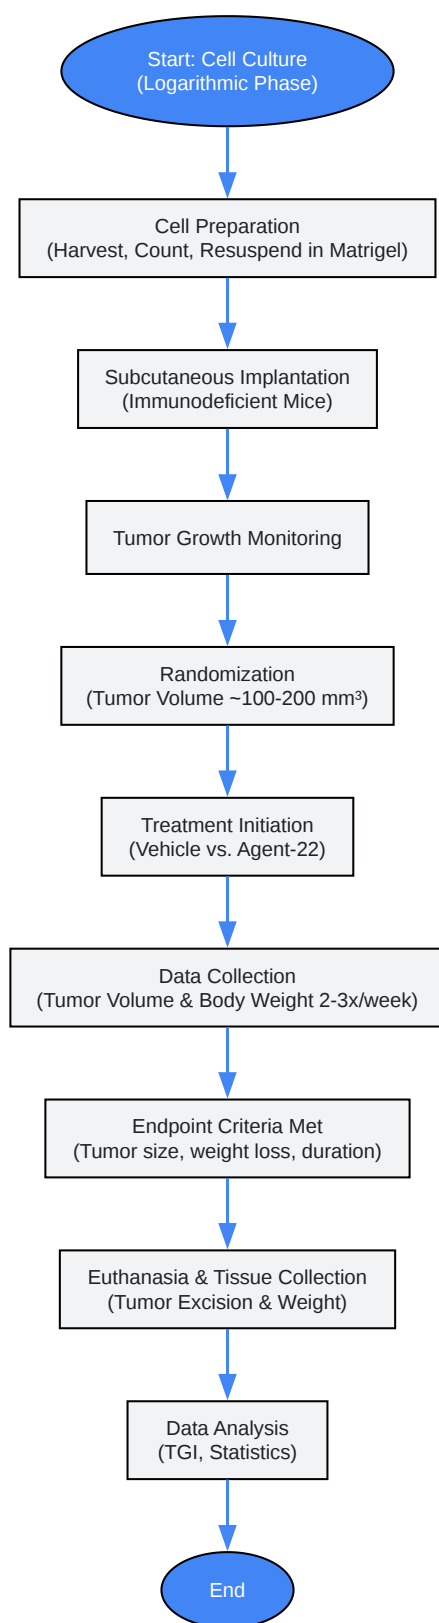 Start: Cell Culture
(Logarithmic Phase)
Cell Preparation
(Harvest, Count, Resuspend in Matrigel)
Subcutaneous Implantation
(Immunodeficient Mice)
Tumor Growth Monitoring
Randomization
(Tumor Volume ~100-200 mm³)
Treatment Initiation
(Vehicle vs. Agent-22)
Data Collection
(Tumor Volume & Body Weight 2-3x/week)
Endpoint Criteria Met
(Tumor size, weight loss, duration)
Euthanasia & Tissue Collection
(Tumor Excision & Weight)
Data Analysis
(TGI, Statistics)
End